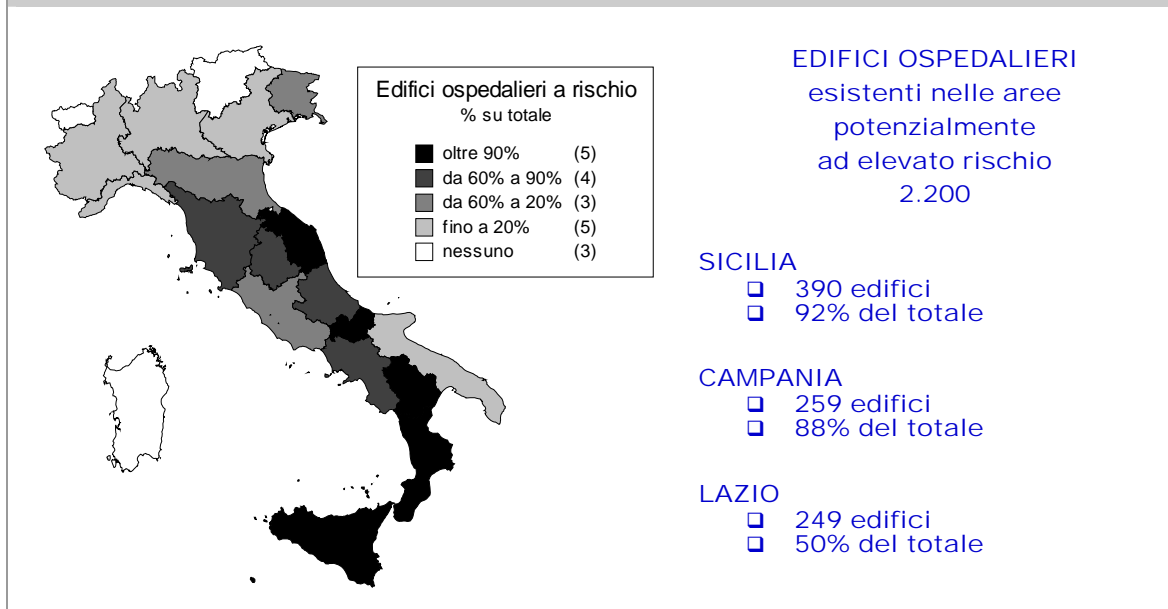 Edifici ospedalieri a rischio
% su totale
oltre 90% (5)
da 60% a 90% (4)
da 60% a 20% (3)
fino a 20% (5)
nessuno (3)
EDIFICI OSPEDALIERI
esistenti nelle aree
potenzialmente
ad elevato rischio
2.200
SICILIA
390 edifici
92% del totale
CAMPANIA
259 edifici
88% del totale
LAZIO
249 edifici
50% del totale